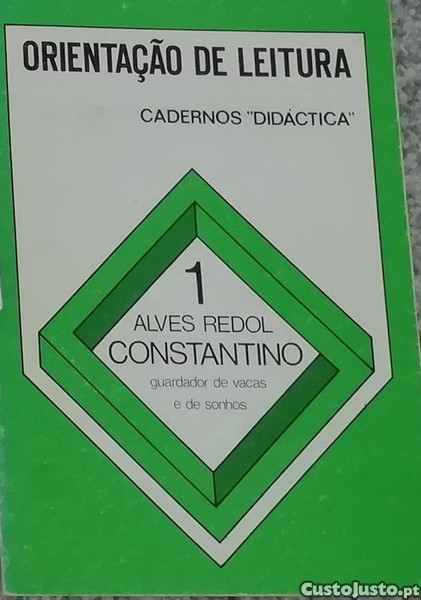 ORIENTAÇÃO DE LEITURA
CADERNOS "DIDÁCTICA"
1
ALVES REDOL
CONSTANTINO
guardador de vacas
e de sonhos
CustoJusto.pt